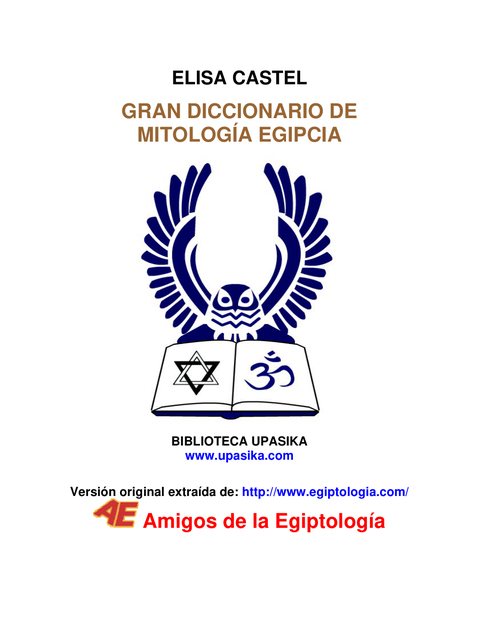 ELISA CASTEL
GRAN DICCIONARIO DE
MITOLOGÍA EGIPCIA
ॐ
BIBLIOTECA UPASIKA
www.upasika.com
Versión original extraída de: http://www.egiptologia.com/
AE Amigos de la Egiptología